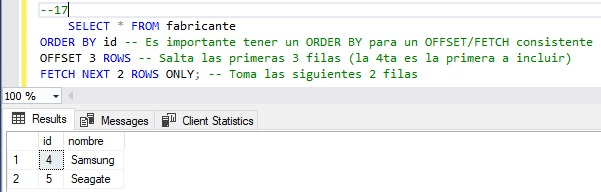 --17
SELECT * FROM fabricante
ORDER BY id -- Es importante tener un ORDER BY para un OFFSET/FETCH consistente
OFFSET 3 ROWS -- Salta las primeras 3 filas (la 4ta es la primera a incluir)
FETCH NEXT 2 ROWS ONLY; -- Toma las siguientes 2 filas
100 %
Results Messages Client Statistics
id nombre
1 4 Samsung
2 5 Seagate